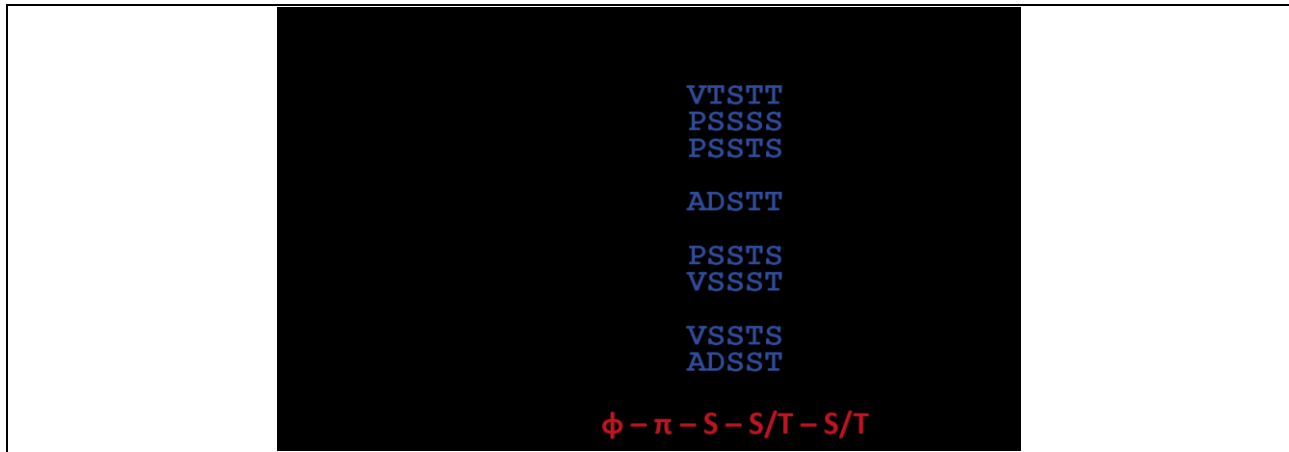 VTSTT
PSSSS
PSSTS
ADSTT
PSSTS
VSSST
VSSTS
ADSST
ϕ – π – S – S/T – S/T